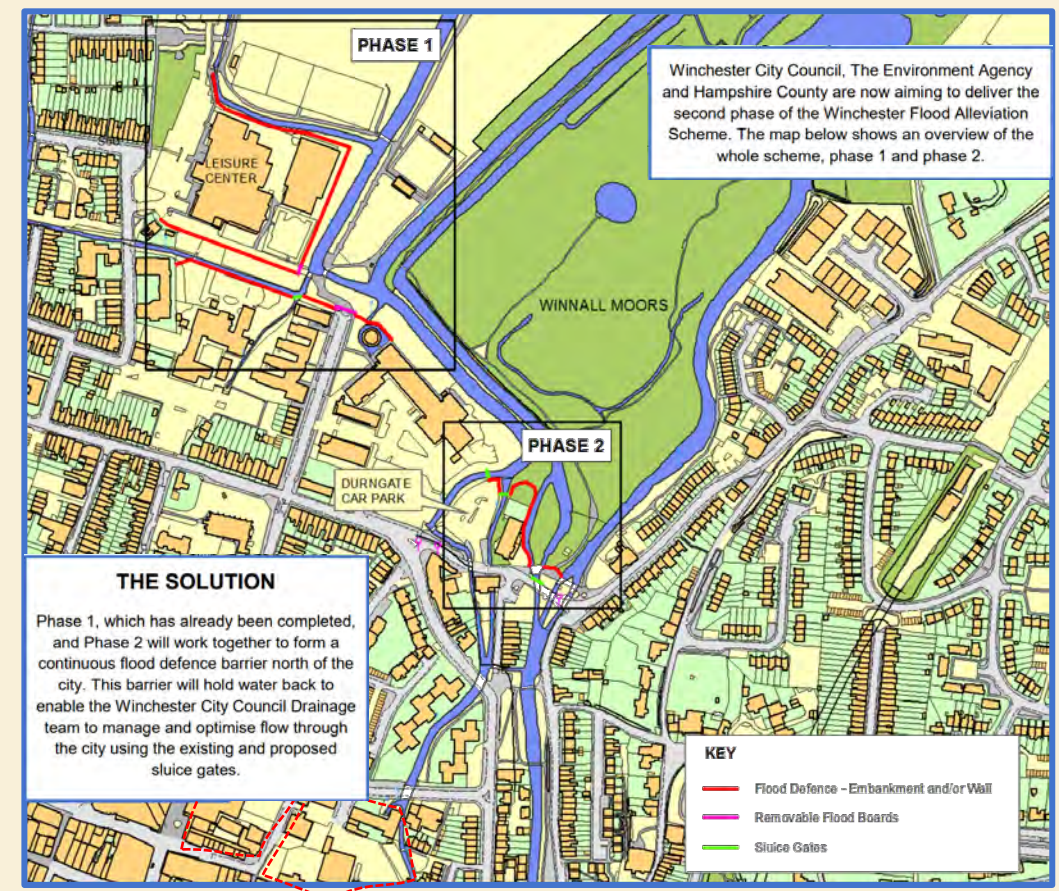 PHASE 1
Winchester City Council, The Environment Agency
and Hampshire County are now aiming to deliver the
second phase of the Winchester Flood Alleviation
Scheme. The map below shows an overview of the
whole scheme, phase 1 and phase 2.
LEISURE
CENTER
WINNALL MOORS
PHASE 2
DURNGATE
CAR PARK
THE SOLUTION
Phase 1, which has already been completed,
and Phase 2 will work together to form a
continuous flood defence barrier north of the
city. This barrier will hold water back to
enable the Winchester City Council Drainage
team to manage and optimise flow through
the city using the existing and proposed
sluice gates.
KEY
Flood Defence – Embankment and/or Wall
Removable Flood Boards
Sluice Gates